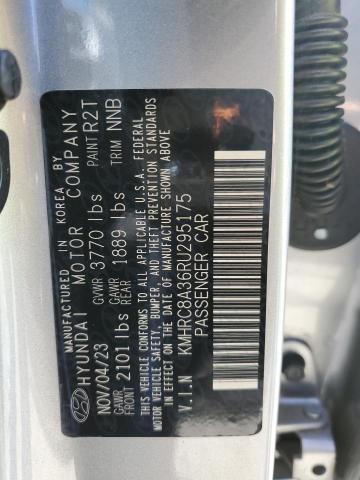 MANUFACTURED IN KOREA BY
HYUNDAI MOTOR COMPANY
NOV/04/23 GVWR 3770 lbs PAINT R2T
GAWR FRONT 2101lbs GAWR REAR 1889 lbs TRIM NNB
THIS VEHICLE CONFORMS TO ALL APPLICABLE U.S.A. FEDERAL
MOTOR VEHICLE SAFETY, BUMPER, AND THEFT PREVENTION STANDARDS
IN EFFECT ON THE DATE OF MANUFACTURE SHOWN ABOVE
V.I.N KMHRC8A36RU295175
PASSENGER CAR